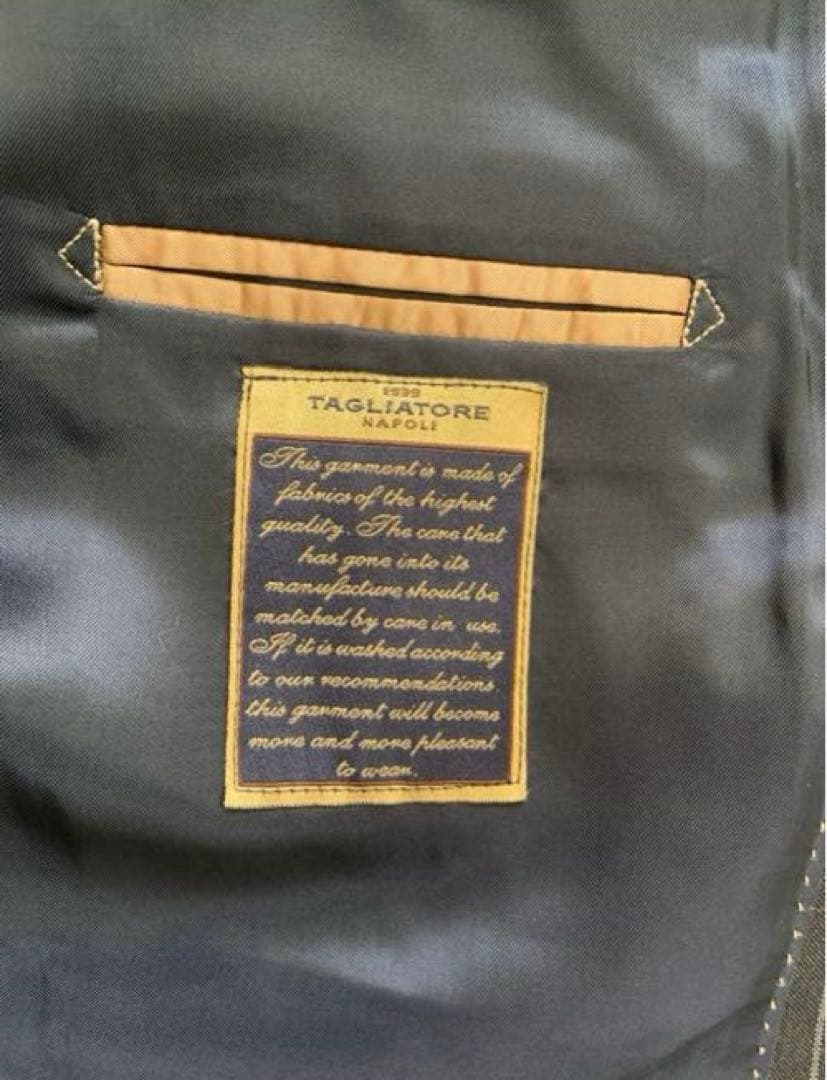 1939
TAGLIATORE
NAPOLI
This garment is made of
fabrics of the highest
quality. The care that
has gone into its
manufacture should be
matched by care in use.
If it is washed according
to our recommendations
this garment will become
more and more pleasant
to wear.